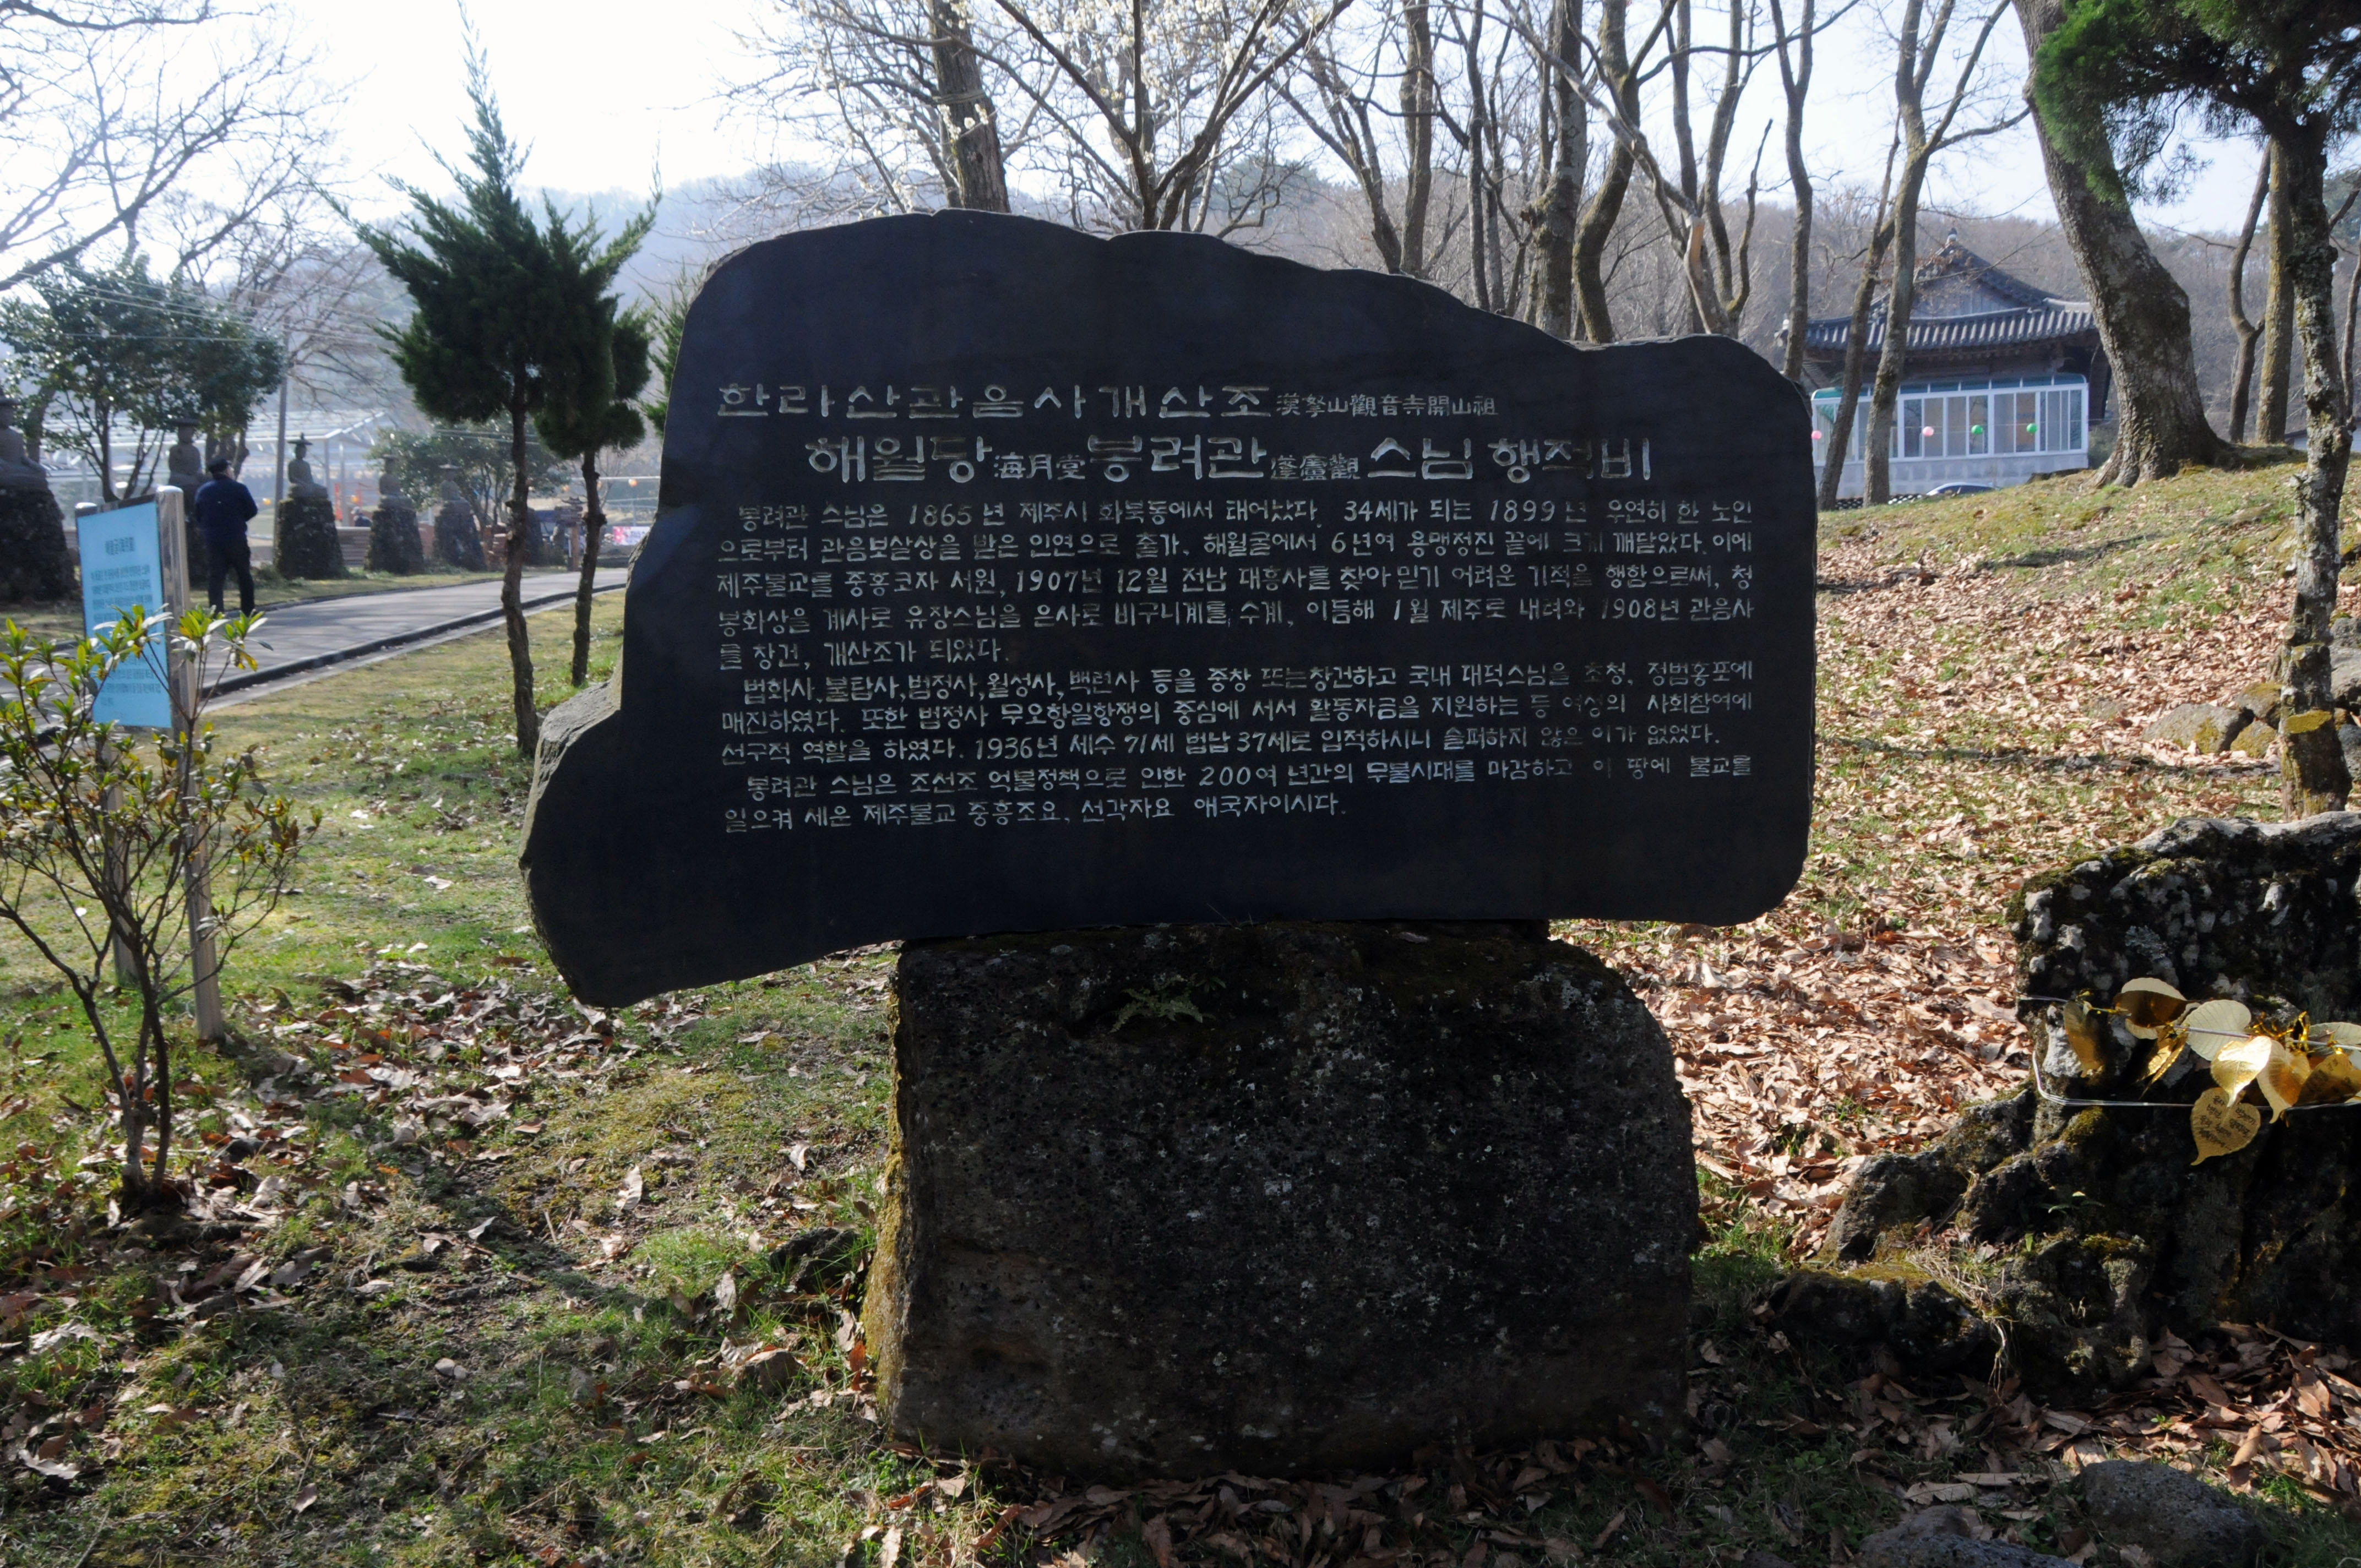 한라산관음사개산조 漢拏山觀音寺開山祖
해월당 海月堂 봉려관 蓬廬觀 스님 행적비
봉려관 스님은 1865년 제주시 화북동에서 태어났다. 34세가 되는 1899년 우연히 한 노인
으로부터 관음보살상을 받은 인연으로 출가, 해월굴에서 6년여 용맹정진 끝에 크게 깨달았다. 이에
제주불교를 중흥코자 서원, 1907년 12월 전남 대흥사를 찾아 믿기 어려운 기적을 행함으로써, 청
봉화상을 계사로 유장스님을 은사로 비구니계를 수계, 이듬해 1월 제주로 내려와 1908년 관음사
를 창건, 개산조가 되었다.
법화사, 불탑사, 법정사, 월성사, 백련사 등을 중창 또는 창건하고 국내 대덕스님을 초청, 정법홍포에
매진하였다. 또한 법정사 무오항일항쟁의 중심에 서서 활동자금을 지원하는 등 여성의 사회참여에
선구적 역할을 하였다. 1936년 세수 71세 법납 37세로 입적하시니 슬퍼하지 않은 이가 없었다.
봉려관 스님은 조선조 억불정책으로 인한 200여 년간의 무불시대를 마감하고 이 땅에 불교를
일으켜 세운 제주불교 중흥조요, 선각자요 애국자이시다.